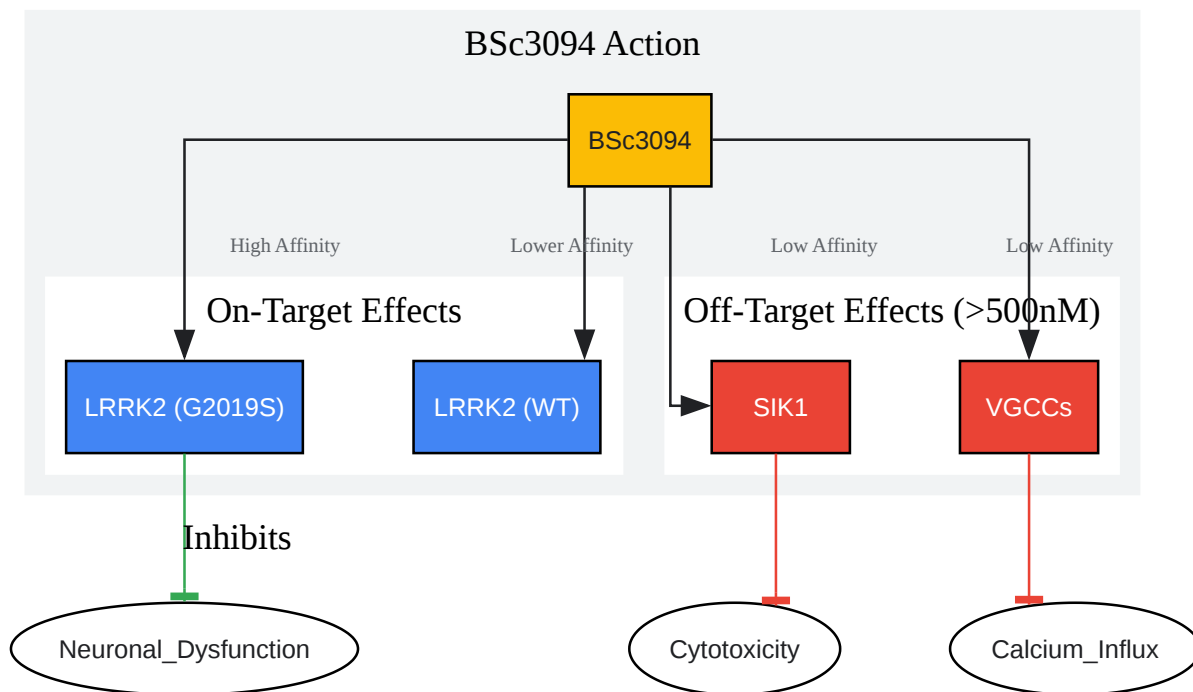 BSc3094 Action
BSc3094
High Affinity
Lower Affinity
Low Affinity
Low Affinity
On-Target Effects
Off-Target Effects (>500nM)
LRRK2 (G2019S)
LRRK2 (WT)
SIK1
VGCCs
Inhibits
Neuronal_Dysfunction
Cytotoxicity
Calcium_Influx